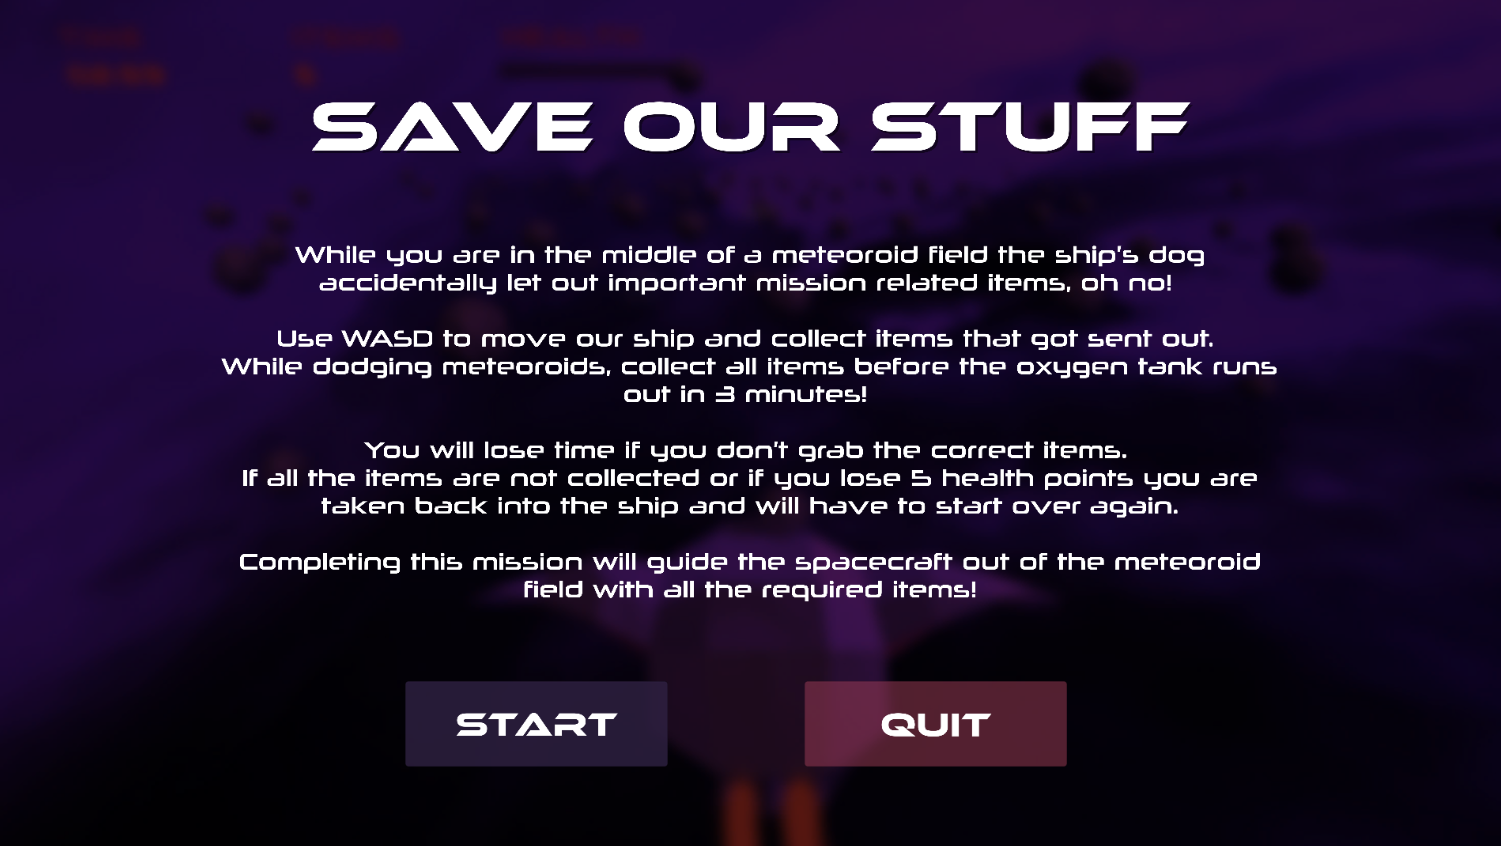 SAVE OUR STUFF
While you are in the middle of a meteoroid field the ship's dog
accidentally let out important mission related items, oh no!
Use WASD to move our ship and collect items that got sent out.
While dodging meteoroids, collect all items before the oxygen tank runs
out in 3 minutes!
You will lose time if you don't grab the correct items.
If all the items are not collected or if you lose 5 health points you are
taken back into the ship and will have to start over again.
Completing this mission will guide the spacecraft out of the meteoroid
field with all the required items!
START
QUIT